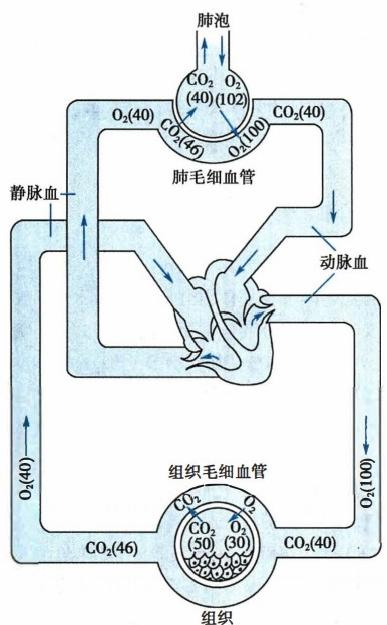 肺泡
CO₂ O₂
(40) (102)
O₂(40)
CO₂(40)
CO₂(46)
O₂(100)
肺毛细血管
静脉血
动脉血
O₂(40)
O₂(100)
组织毛细血管
CO₂
O₂
CO₂ O₂
(50) (30)
CO₂(46)
CO₂(40)
组织